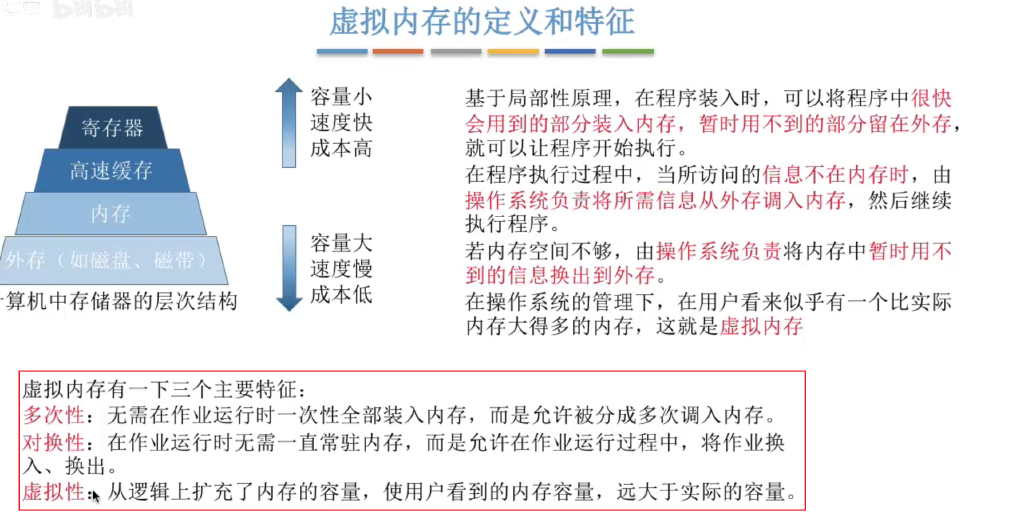 虚拟内存的定义和特征
寄存器
高速缓存
内存
外存（如磁盘、磁带）
算机中存储器的层次结构
容量小
速度快
成本高
容量大
速度慢
成本低
基于局部性原理，在程序装入时，可以将程序中很快
会用到的部分装入内存，暂时用不到的部分留在外存，
就可以让程序开始执行。
在程序执行过程中，当所访问的信息不在内存时，由
操作系统负责将所需信息从外存调入内存，然后继续
执行程序。
若内存空间不够，由操作系统负责将内存中暂时用不
到的信息换出到外存。
在操作系统的管理下，在用户看来似乎有一个比实际
内存大得多的内存，这就是虚拟内存
虚拟内存有一下三个主要特征：
多次性：无需在作业运行时一次性全部装入内存，而是允许被分成多次调入内存。
对换性：在作业运行时无需一直常驻内存，而是允许在作业运行过程中，将作业换
入、换出。
虚拟性：从逻辑上扩充了内存的容量，使用户看到的内存容量，远大于实际的容量。